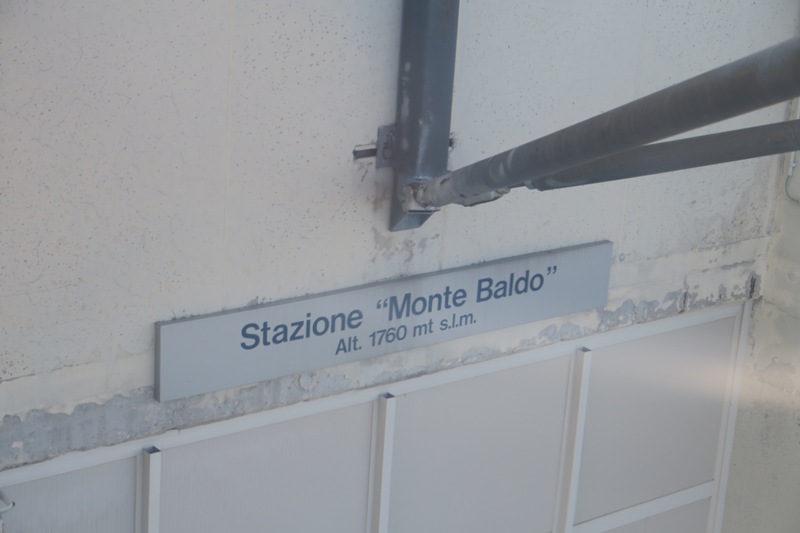 Stazione “Monte Baldo”
Alt. 1760 mt s.l.m.